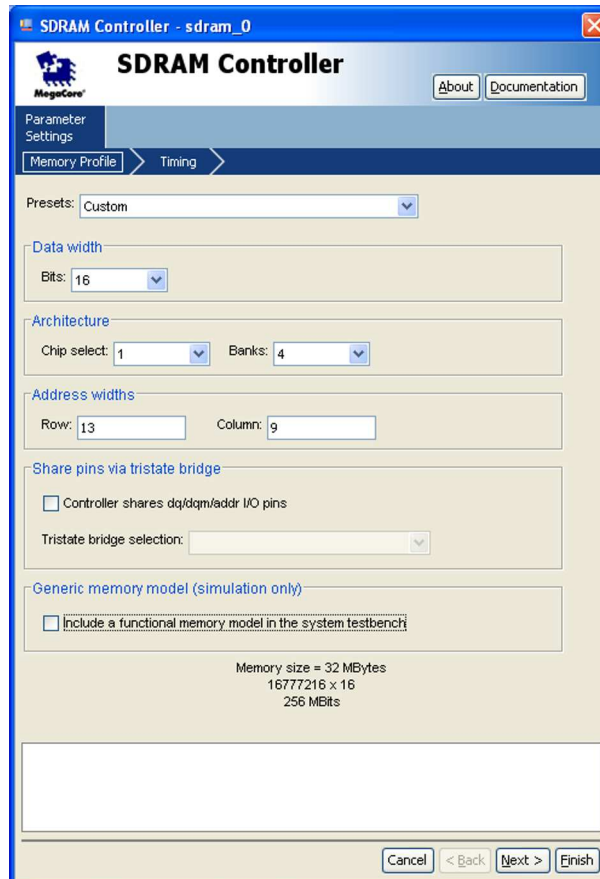 SDRAM Controller - sdram_0
MegaCore'
SDRAM Controller
About Documentation
Parameter
Settings
Memory Profile Timing
Presets: Custom
Data width
Bits: 16
Architecture
Chip select: 1 Banks: 4
Address widths
Row: 13 Column: 9
Share pins via tristate bridge
Controller shares dq/dqm/addr I/O pins
Tristate bridge selection:
Generic memory model (simulation only)
Include a functional memory model in the system testbench
Memory size = 32 MBytes
16777216 x 16
256 MBits
Cancel < Back Next > Finish